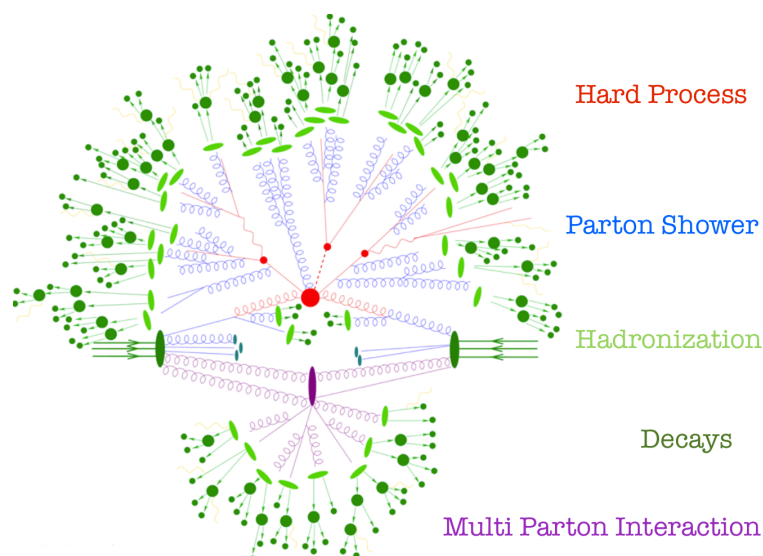 Hard Process
Parton Shower
Hadronization
Decays
Multi Parton Interaction